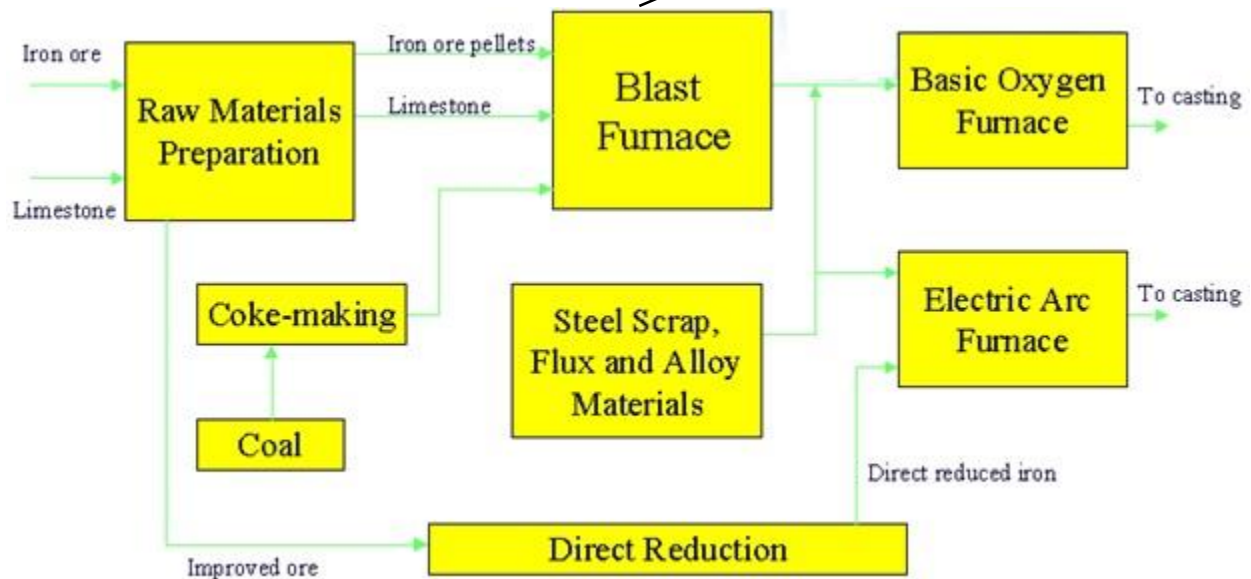 Iron ore
Limestone
Raw Materials
Preparation
Iron ore pellets
Limestone
Blast
Furnace
Basic Oxygen
Furnace
To casting
Coke-making
Coal
Steel Scrap,
Flux and Alloy
Materials
Electric Arc
Furnace
To casting
Direct reduced iron
Direct Reduction
Improved ore